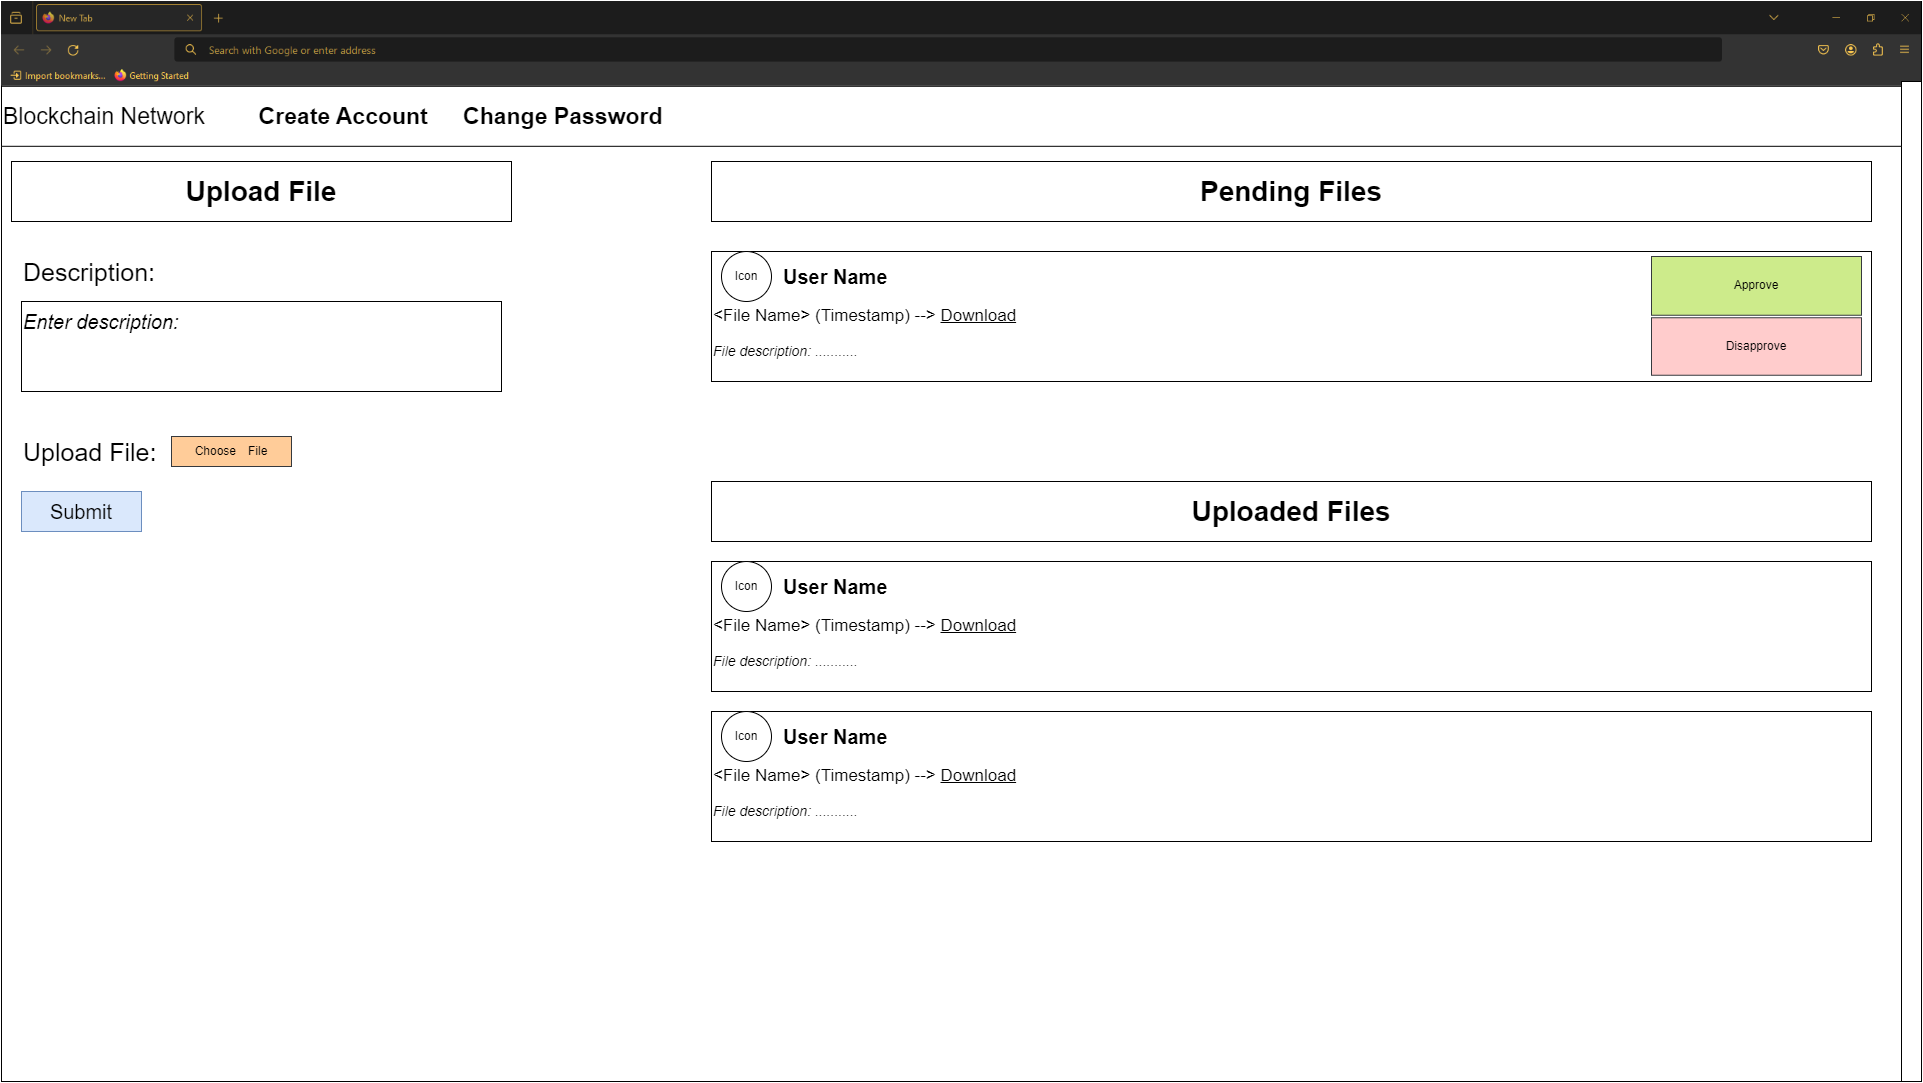 New Tab
Search with Google or enter address
Import bookmarks... Getting Started
Blockchain Network Create Account Change Password
Upload File
Description:
Enter description:
Upload File: Choose File
Submit
Pending Files
Icon User Name
<File Name> (Timestamp) --> Download
File description: ...........
Approve
Disapprove
Uploaded Files
Icon User Name
<File Name> (Timestamp) --> Download
File description: ...........
Icon User Name
<File Name> (Timestamp) --> Download
File description: ...........